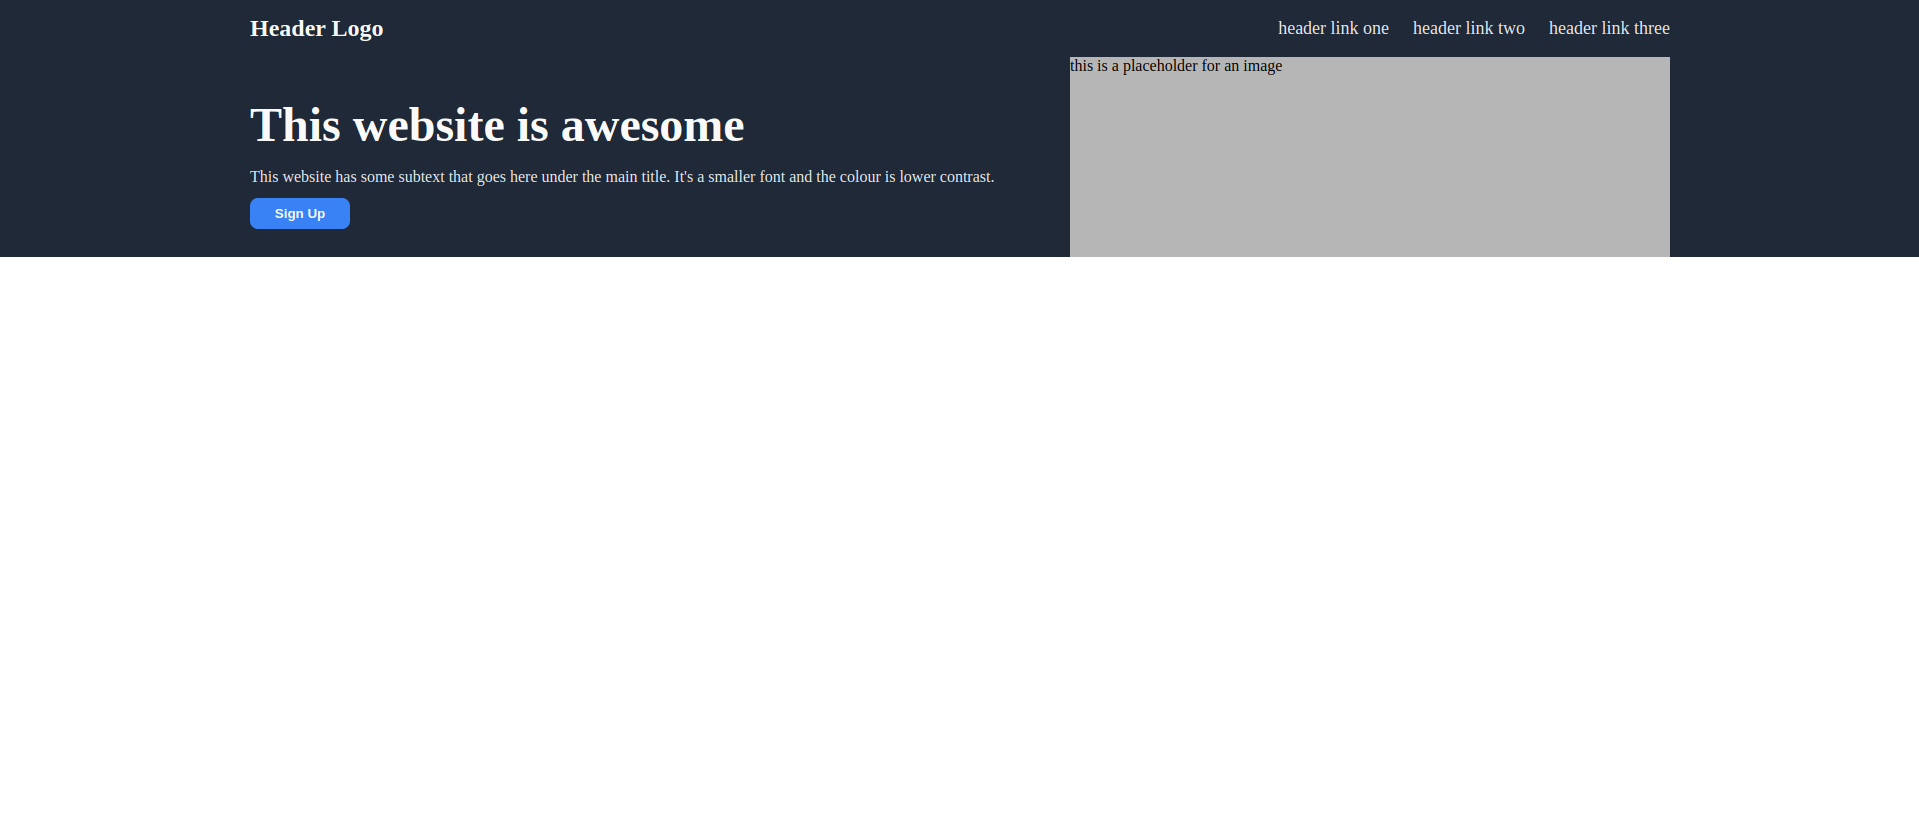 Header Logo
header link one header link two header link three
this is a placeholder for an image
This website is awesome
This website has some subtext that goes here under the main title. It's a smaller font and the colour is lower contrast.
Sign Up